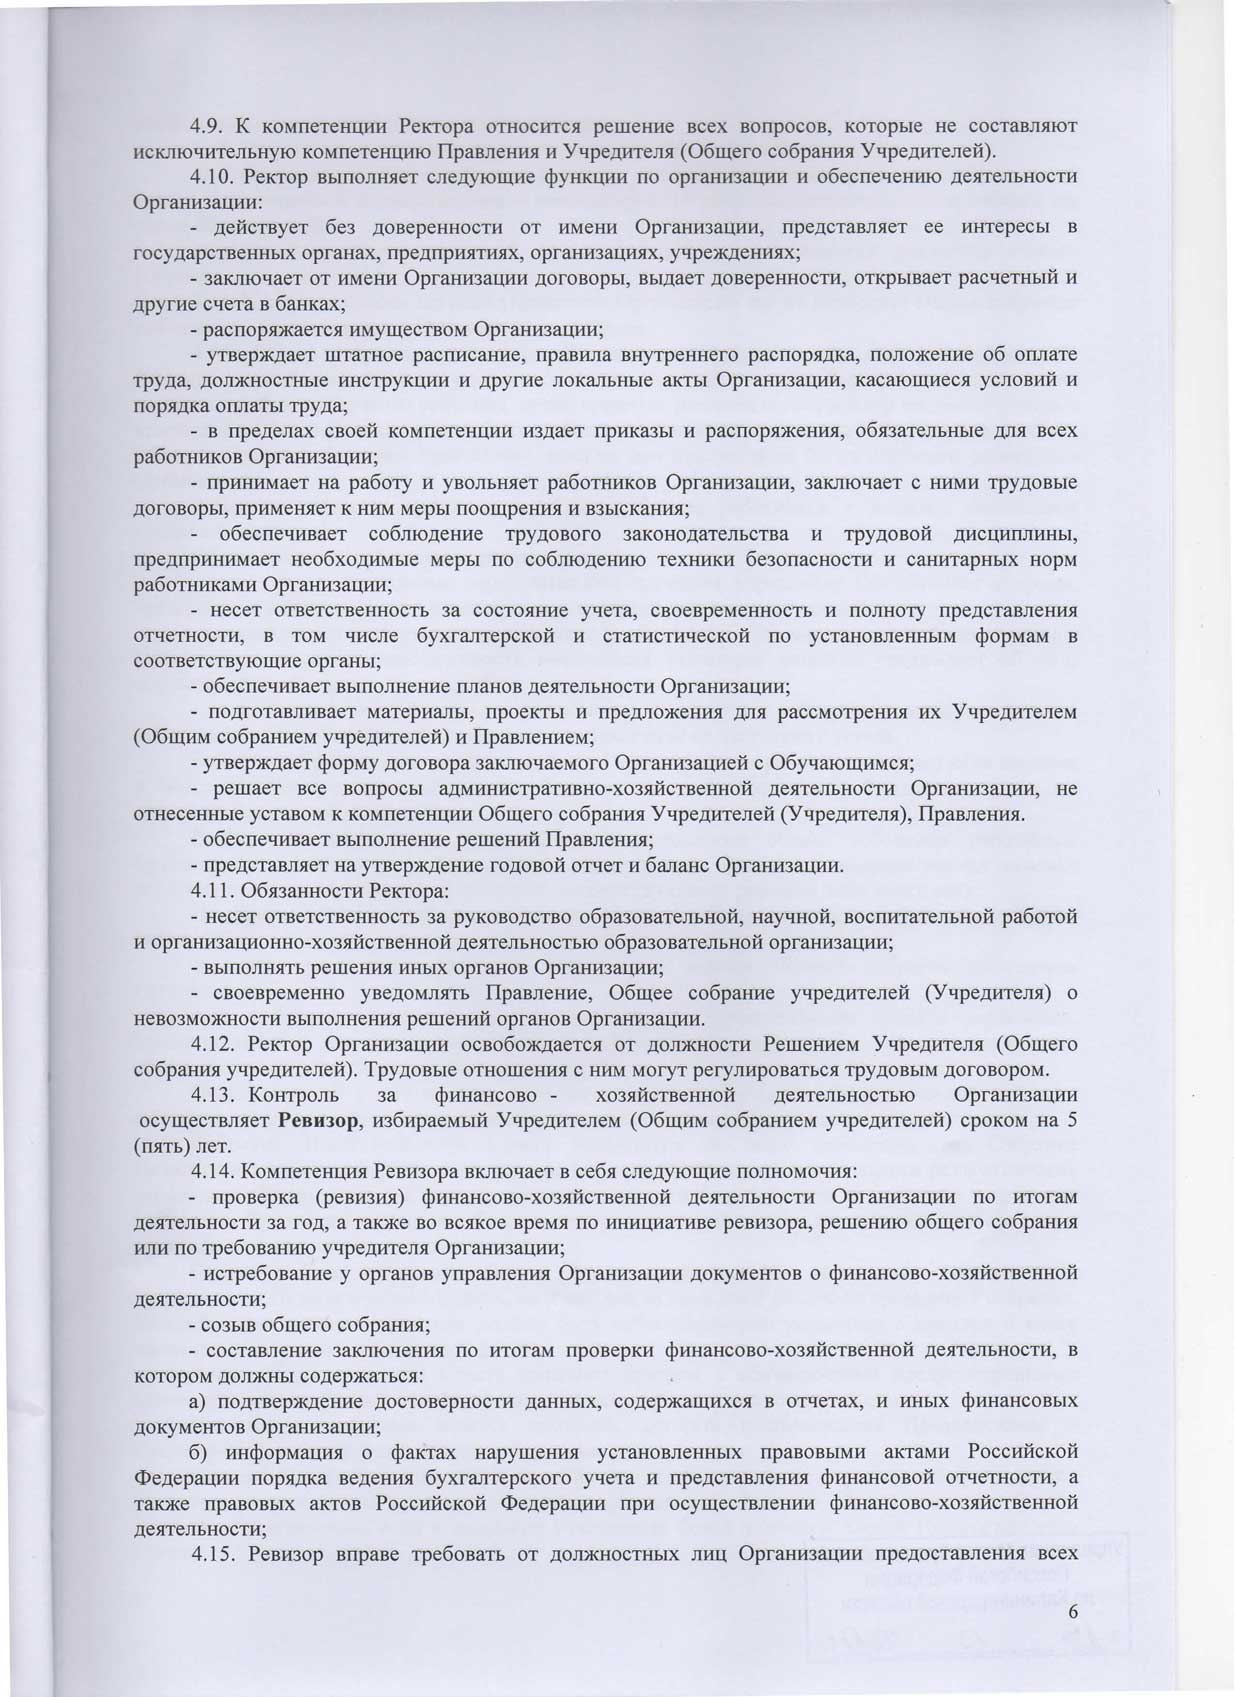 4.9. К компетенции Ректора относится решение всех вопросов, которые не составляют
исключительную компетенцию Правления и Учредителя (Общего собрания Учредителей).
4.10. Ректор выполняет следующие функции по организации и обеспечению деятельности
Организации:
- действует без доверенности от имени Организации, представляет ее интересы в
государственных органах, предприятиях, организациях, учреждениях;
- заключает от имени Организации договоры, выдает доверенности, открывает расчетный и
другие счета в банках;
- распоряжается имуществом Организации;
- утверждает штатное расписание, правила внутреннего распорядка, положение об оплате
труда, должностные инструкции и другие локальные акты Организации, касающиеся условий и
порядка оплаты труда;
- в пределах своей компетенции издает приказы и распоряжения, обязательные для всех
работников Организации;
- принимает на работу и увольняет работников Организации, заключает с ними трудовые
договоры, применяет к ним меры поощрения и взыскания;
- обеспечивает соблюдение трудового законодательства и трудовой дисциплины,
предпринимает необходимые меры по соблюдению техники безопасности и санитарных норм
работниками Организации;
- несет ответственность за состояние учета, своевременность и полноту представления
отчетности, в том числе бухгалтерской и статистической по установленным формам в
соответствующие органы;
- обеспечивает выполнение планов деятельности Организации;
- подготавливает материалы, проекты и предложения для рассмотрения их Учредителем
(Общим собранием учредителей) и Правлением;
- утверждает форму договора заключаемого Организацией с Обучающимся;
- решает все вопросы административно-хозяйственной деятельности Организации, не
отнесенные уставом к компетенции Общего собрания Учредителей (Учредителя), Правления.
- обеспечивает выполнение решений Правления;
- представляет на утверждение годовой отчет и баланс Организации.
4.11. Обязанности Ректора:
- несет ответственность за руководство образовательной, научной, воспитательной работой
и организационно-хозяйственной деятельностью образовательной организации;
- выполнять решения иных органов Организации;
- своевременно уведомлять Правление, Общее собрание учредителей (Учредителя) о
невозможности выполнения решений органов Организации.
4.12. Ректор Организации освобождается от должности Решением Учредителя (Общего
собрания учредителей). Трудовые отношения с ним могут регулироваться трудовым договором.
4.13. Контроль за финансово - хозяйственной деятельностью Организации
осуществляет Ревизор, избираемый Учредителем (Общим собранием учредителей) сроком на 5
(пять) лет.
4.14. Компетенция Ревизора включает в себя следующие полномочия:
- проверка (ревизия) финансово-хозяйственной деятельности Организации по итогам
деятельности за год, а также во всякое время по инициативе ревизора, решению общего собрания
или по требованию учредителя Организации;
- истребование у органов управления Организации документов о финансово-хозяйственной
деятельности;
- созыв общего собрания;
- составление заключения по итогам проверки финансово-хозяйственной деятельности, в
котором должны содержаться:
а) подтверждение достоверности данных, содержащихся в отчетах, и иных финансовых
документов Организации;
б) информация о фактах нарушения установленных правовыми актами Российской
Федерации порядка ведения бухгалтерского учета и представления финансовой отчетности, а
также правовых актов Российской Федерации при осуществлении финансово-хозяйственной
деятельности;
4.15. Ревизор вправе требовать от должностных лиц Организации предоставления всех
6